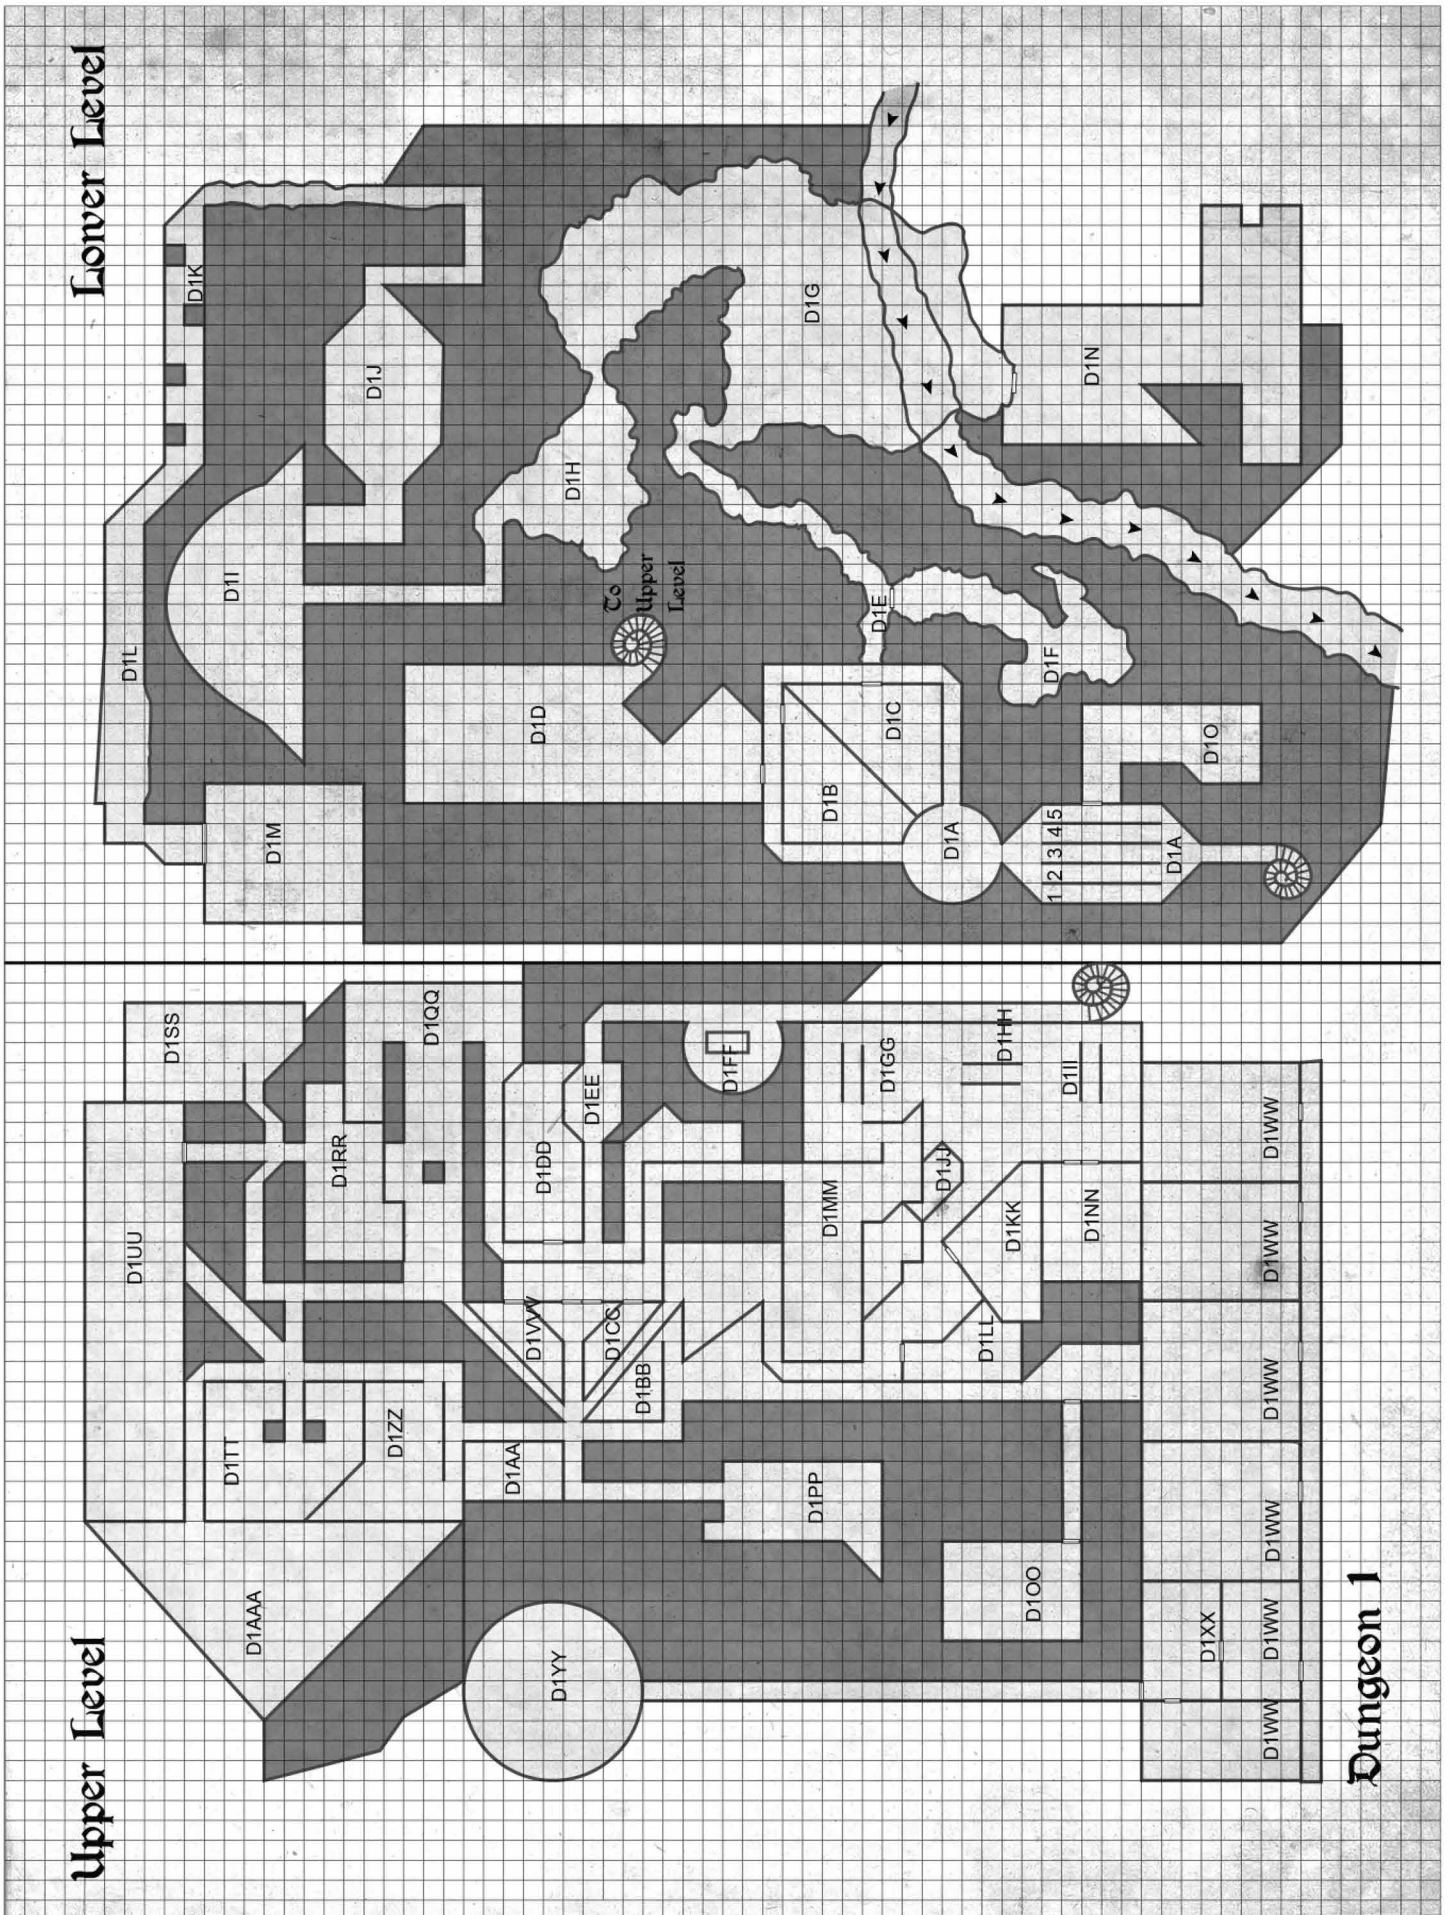 Upper Level
D1UU
D1SS
D1TT
D1AAA
D1RR
D1ZZ
D1QQ
D1AA
D1VV
D1DD
D1YY
D1EE
D1CC
D1BB
D1FF
D1PP
D1MM
D1GG
D1JJ
D1LL
D1HH
D1KK
D1OO
D1II
D1NN
D1XX
D1WW
D1WW
D1WW
D1WW
D1WW
D1WW
Dungeon 1
Lower Level
D1L
D1K
D1I
D1M
D1J
D1D
D1H
To
Upper
Level
D1G
D1B
D1E
D1C
D1A
D1F
1 2 3 4 5
D1N
D1A
D1O